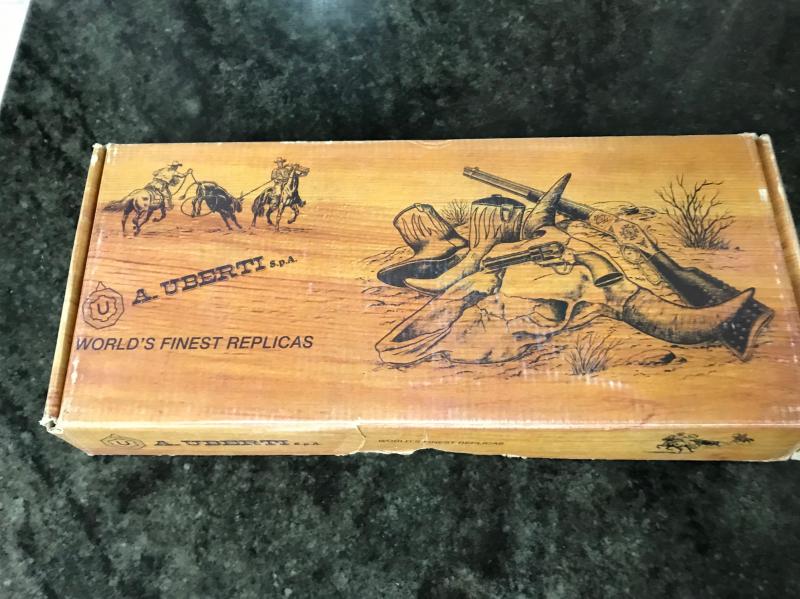 A. UBERTI S.p.A.
U
WORLD'S FINEST REPLICAS
U
A. UBERTI S.p.A.
WORLD'S FINEST REPLICAS